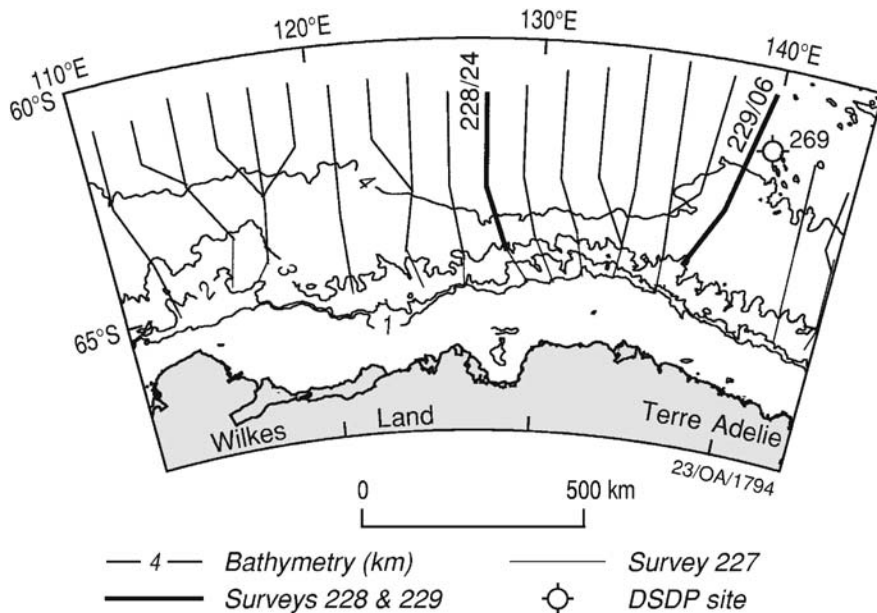 110°E
120°E
130°E
140°E
60°S
228/24
229/06
269
4
3
65°S
1
Wilkes Land
Terre Adelie
23/OA/1794
0 500 km
4 Bathymetry (km)
Survey 227
Surveys 228 & 229
DSDP site